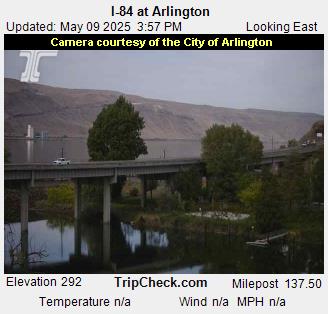 I-84 at Arlington
Updated: May 09 2025 3:57 PM Looking East
Camera courtesy of the City of Arlington
Elevation 292 TripCheck.com Milepost 137.50
Temperature n/a Wind n/a MPH n/a